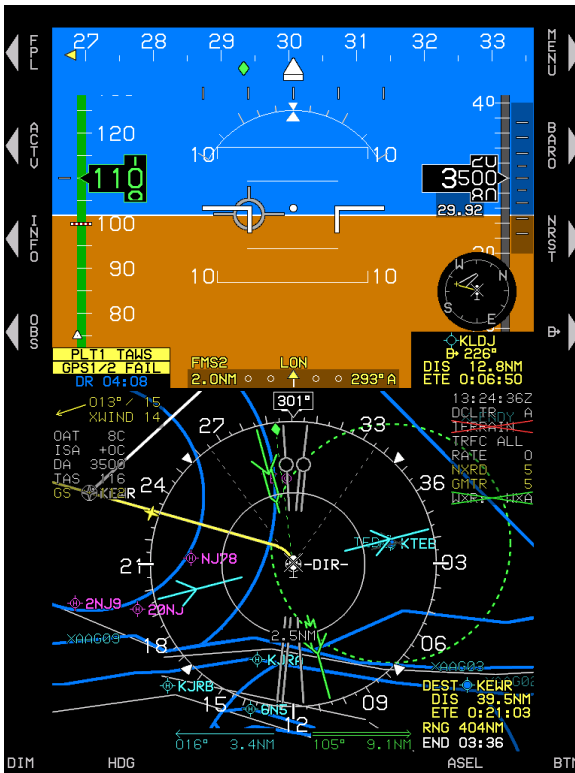 FPL
27 28 29 30 31 32 33
MENU
120
ACTV
10 10
40
BARO
110
3500
29.92
INFO
100
NRST
90
10 10
W N S E
OBS
80
KLDJ
B→ 226°
DIS 12.8NM
ETE 0:06:50
B→
PLT1 TAWS
GPS1/2 FAIL
DR 04:08
FMS2 LON
2.0NM 293°A
013°/ 15
XWIND 14
301°
13:24:36Z
DCLTR A
TERRAIN
TRFC ALL
RATE 0
NXRD 5
GMTR 5
OAT 8C
ISA +0C
DA 3500
TAS 116
GS
33
36
24
21
03
NJ78
-DIR-
KTEB
2NJ9
20NJ
2.5NM
XAAG09
18
06
XAAG03
KJRA
KJRB
15
6N5
12
09
DEST KEWR
DIS 39.5NM
ETE 0:21:03
RNG 404NM
END 03:36
016° 3.4NM 105° 9.1NM
DIM HDG ASEL BTN